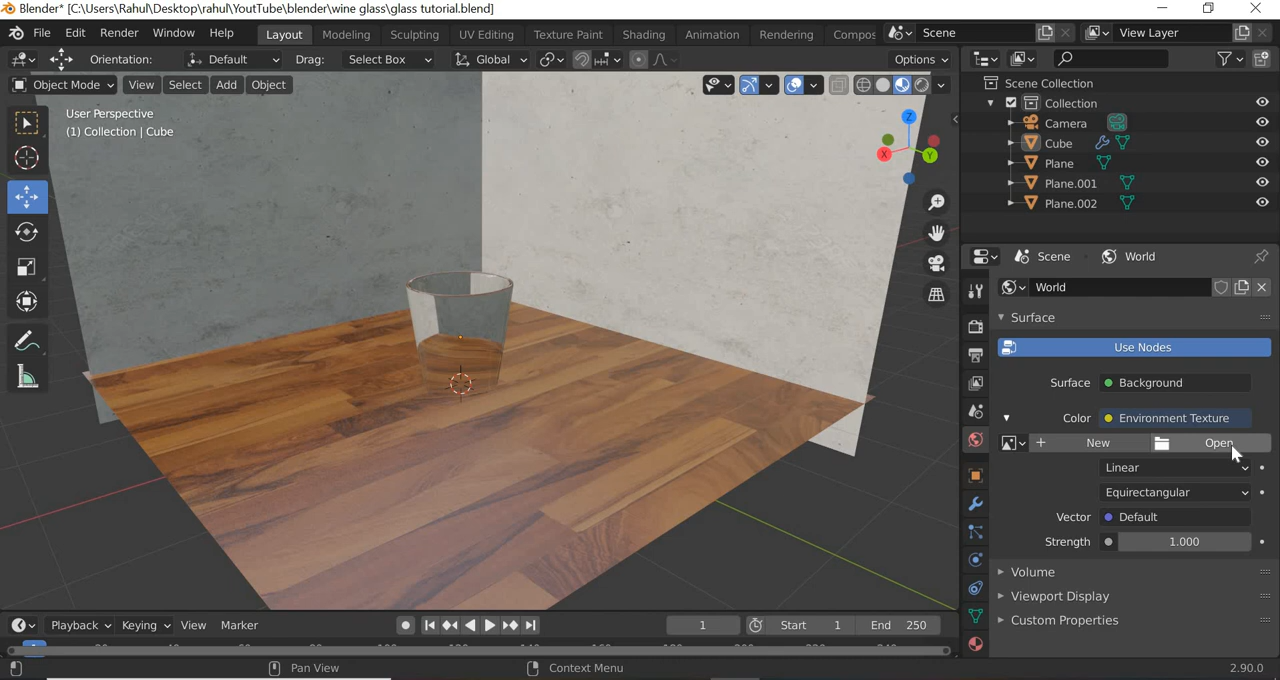 Blender* [C:\Users\Rahul\Desktop\rahul\YoutTube\blender\wine glass\glass tutorial.blend]
File Edit Render Window Help Layout Modeling Sculpting UV Editing Texture Paint Shading Animation Rendering Compos Scene View Layer
Orientation: Default Drag: Select Box Global Options
Object Mode View Select Add Object
User Perspective
(1) Collection | Cube
Z
X
Y
Scene Collection
Collection
Camera
Cube
Plane
Plane.001
Plane.002
Scene World
World
Surface
Use Nodes
Surface Background
Color Environment Texture
New Open
Linear
Equirectangular
Vector Default
Strength 1.000
Volume
Viewport Display
Custom Properties
Playback Keying View Marker 1 Start 1 End 250
Pan View Context Menu 2.90.0